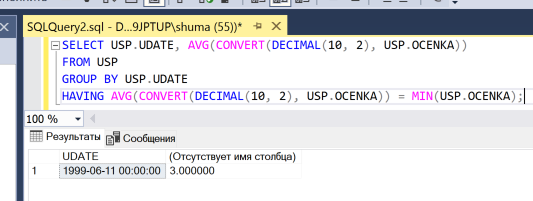 SQLQuery2.sql - D...9JPTUP\shuma (55))*
SELECT USP.UDATE, AVG(CONVERT(DECIMAL(10, 2), USP.OCENKA))
FROM USP
GROUP BY USP.UDATE
HAVING AVG(CONVERT(DECIMAL(10, 2), USP.OCENKA)) = MIN(USP.OCENKA);
100 %
Результаты Сообщения
UDATE (Отсутствует имя столбца)
1 1999-06-11 00:00:00 3.000000